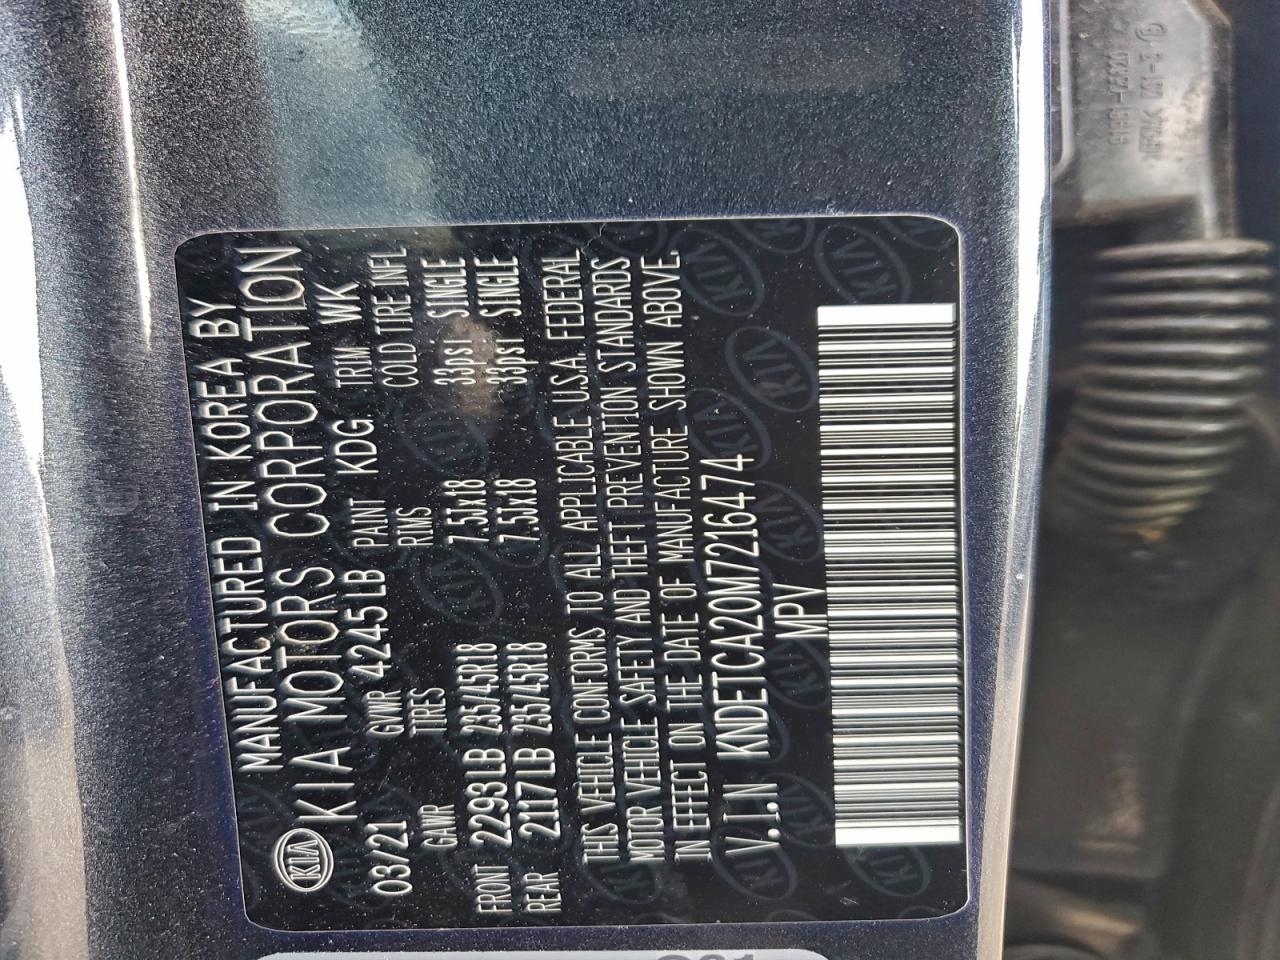 MANUFACTURED IN KOREA BY
KIA KIA MOTORS CORPORATION
03/21 GVWR 4245LB PAINT KDG TRIM WK
GAWR TIRES RIMS COLD TIRE INFL
FRONT 2293LB 235/45R18 7.5Jx18 33psi SINGLE
REAR 2117LB 235/45R18 7.5Jx18 33psi SINGLE
THIS VEHICLE CONFORMS TO ALL APPLICABLE U.S.A. FEDERAL
MOTOR VEHICLE SAFETY AND THEFT PREVENTION STANDARDS
IN EFFECT ON THE DATE OF MANUFACTURE SHOWN ABOVE.
V.I.N KNDETCA20M7216474
MPV